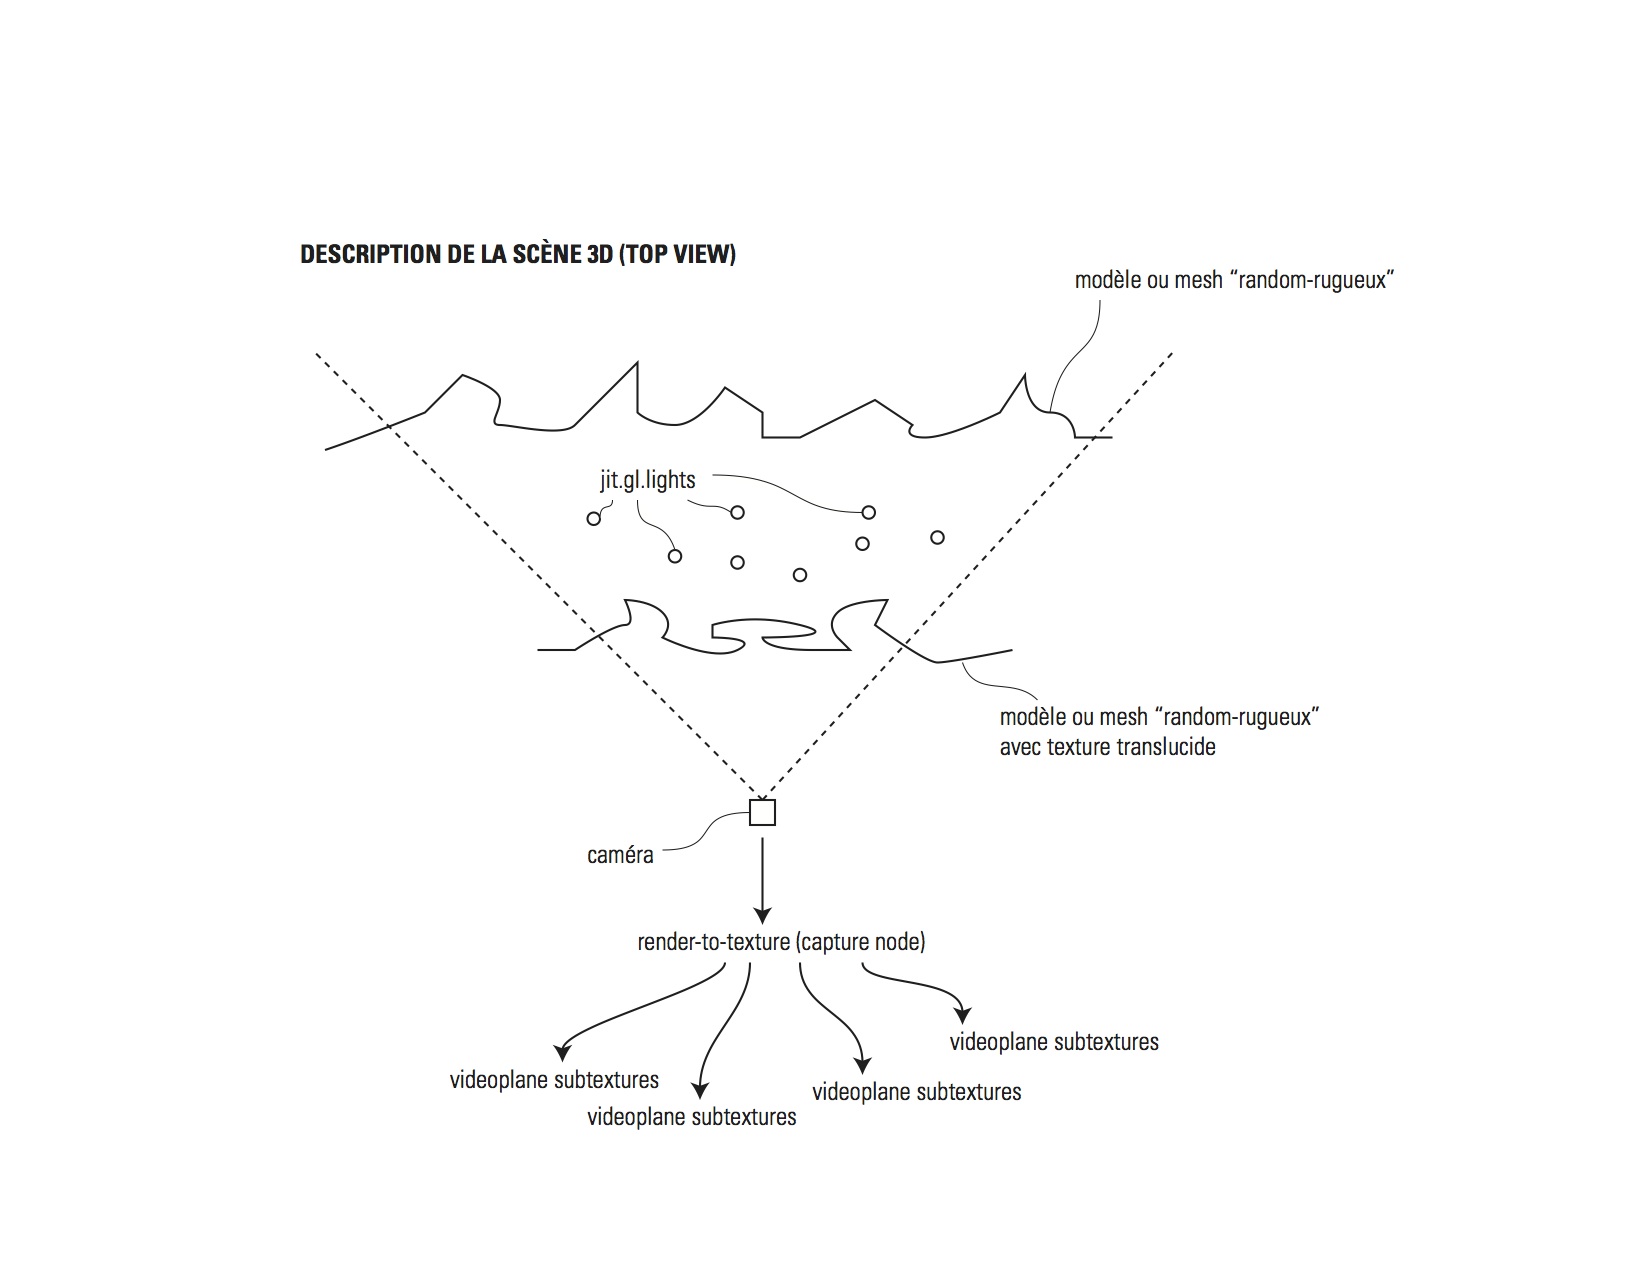 DESCRIPTION DE LA SCÈNE 3D (TOP VIEW)
modèle ou mesh “random-rugueux”
jit.gl.lights
modèle ou mesh “random-rugueux”
avec texture translucide
caméra
render-to-texture (capture node)
videoplane subtextures
videoplane subtextures
videoplane subtextures
videoplane subtextures